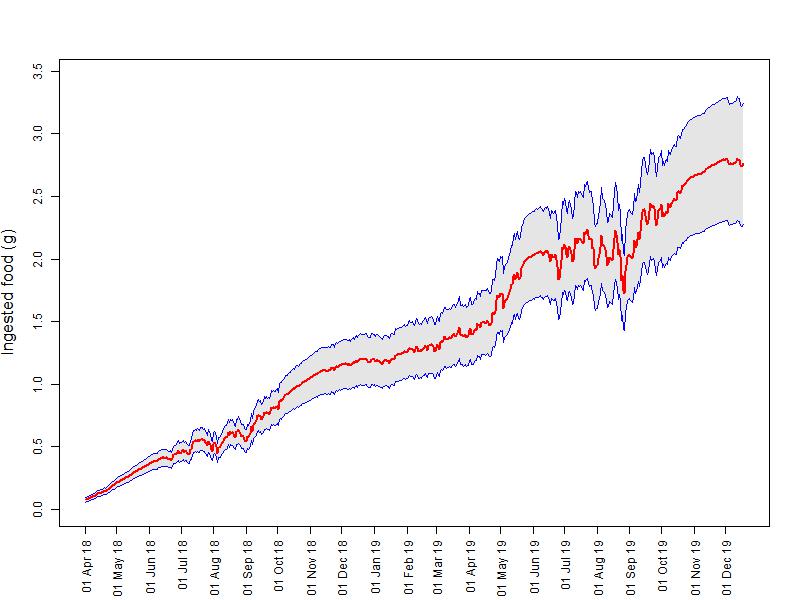 Ingested food (g)
3.5
3.0
2.5
2.0
1.5
1.0
0.5
0.0
01 Apr 18
01 May 18
01 Jun 18
01 Jul 18
01 Aug 18
01 Sep 18
01 Oct 18
01 Nov 18
01 Dec 18
01 Jan 19
01 Feb 19
01 Mar 19
01 Apr 19
01 May 19
01 Jun 19
01 Jul 19
01 Aug 19
01 Sep 19
01 Oct 19
01 Nov 19
01 Dec 19